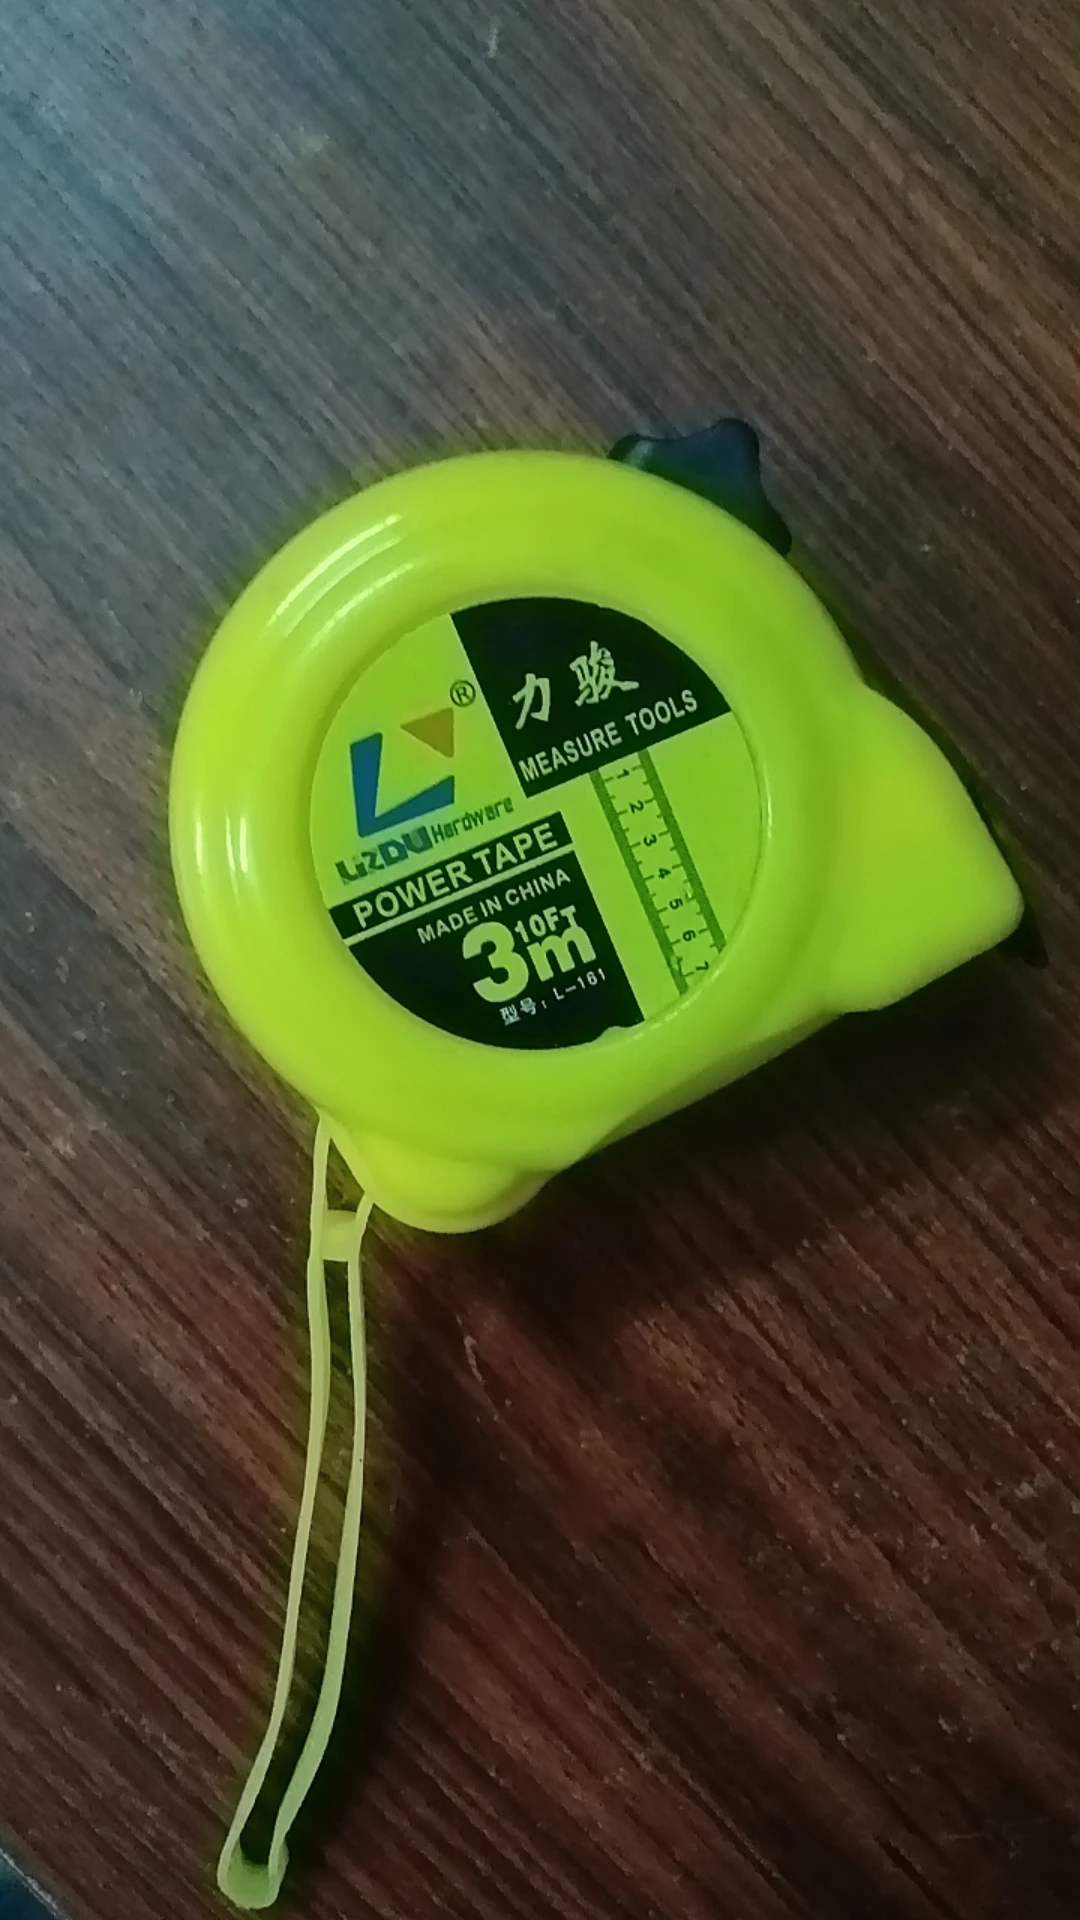 ®
力骏
MEASURE TOOLS
LiZDU Hardware
POWER TAPE
MADE IN CHINA
10FT
3m
型号：L-161
1
2
3
4
5
6
7